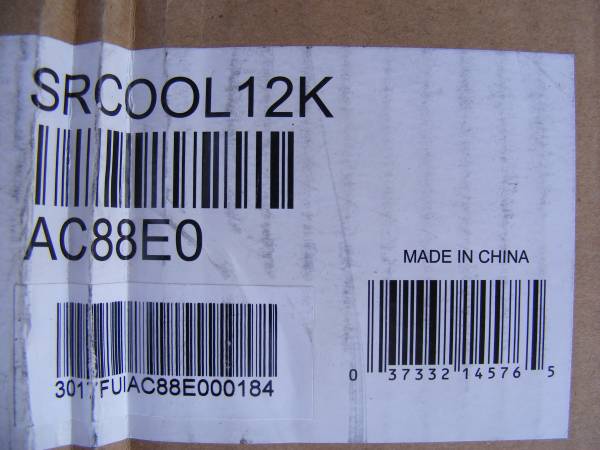 SRCOOL12K
AC88E0
MADE IN CHINA
0 37332 14576 5